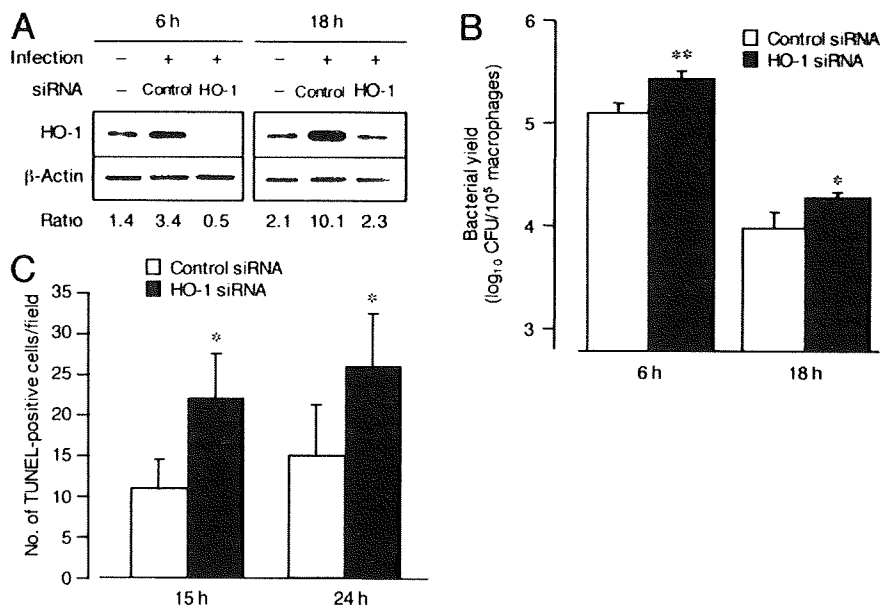 A
6 h
18 h
Infection
−
+
+
−
+
+
siRNA
−
Control
HO-1
−
Control
HO-1
HO-1
β-Actin
Ratio
1.4
3.4
0.5
2.1
10.1
2.3
B
Control siRNA
HO-1 siRNA
Bacterial yield
(log10 CFU/10⁵ macrophages)
5
5
4
3
**
*
6 h
18 h
C
Control siRNA
HO-1 siRNA
No. of TUNEL-positive cells/field
35
30
25
20
15
10
5
0
*
*
15 h
24 h